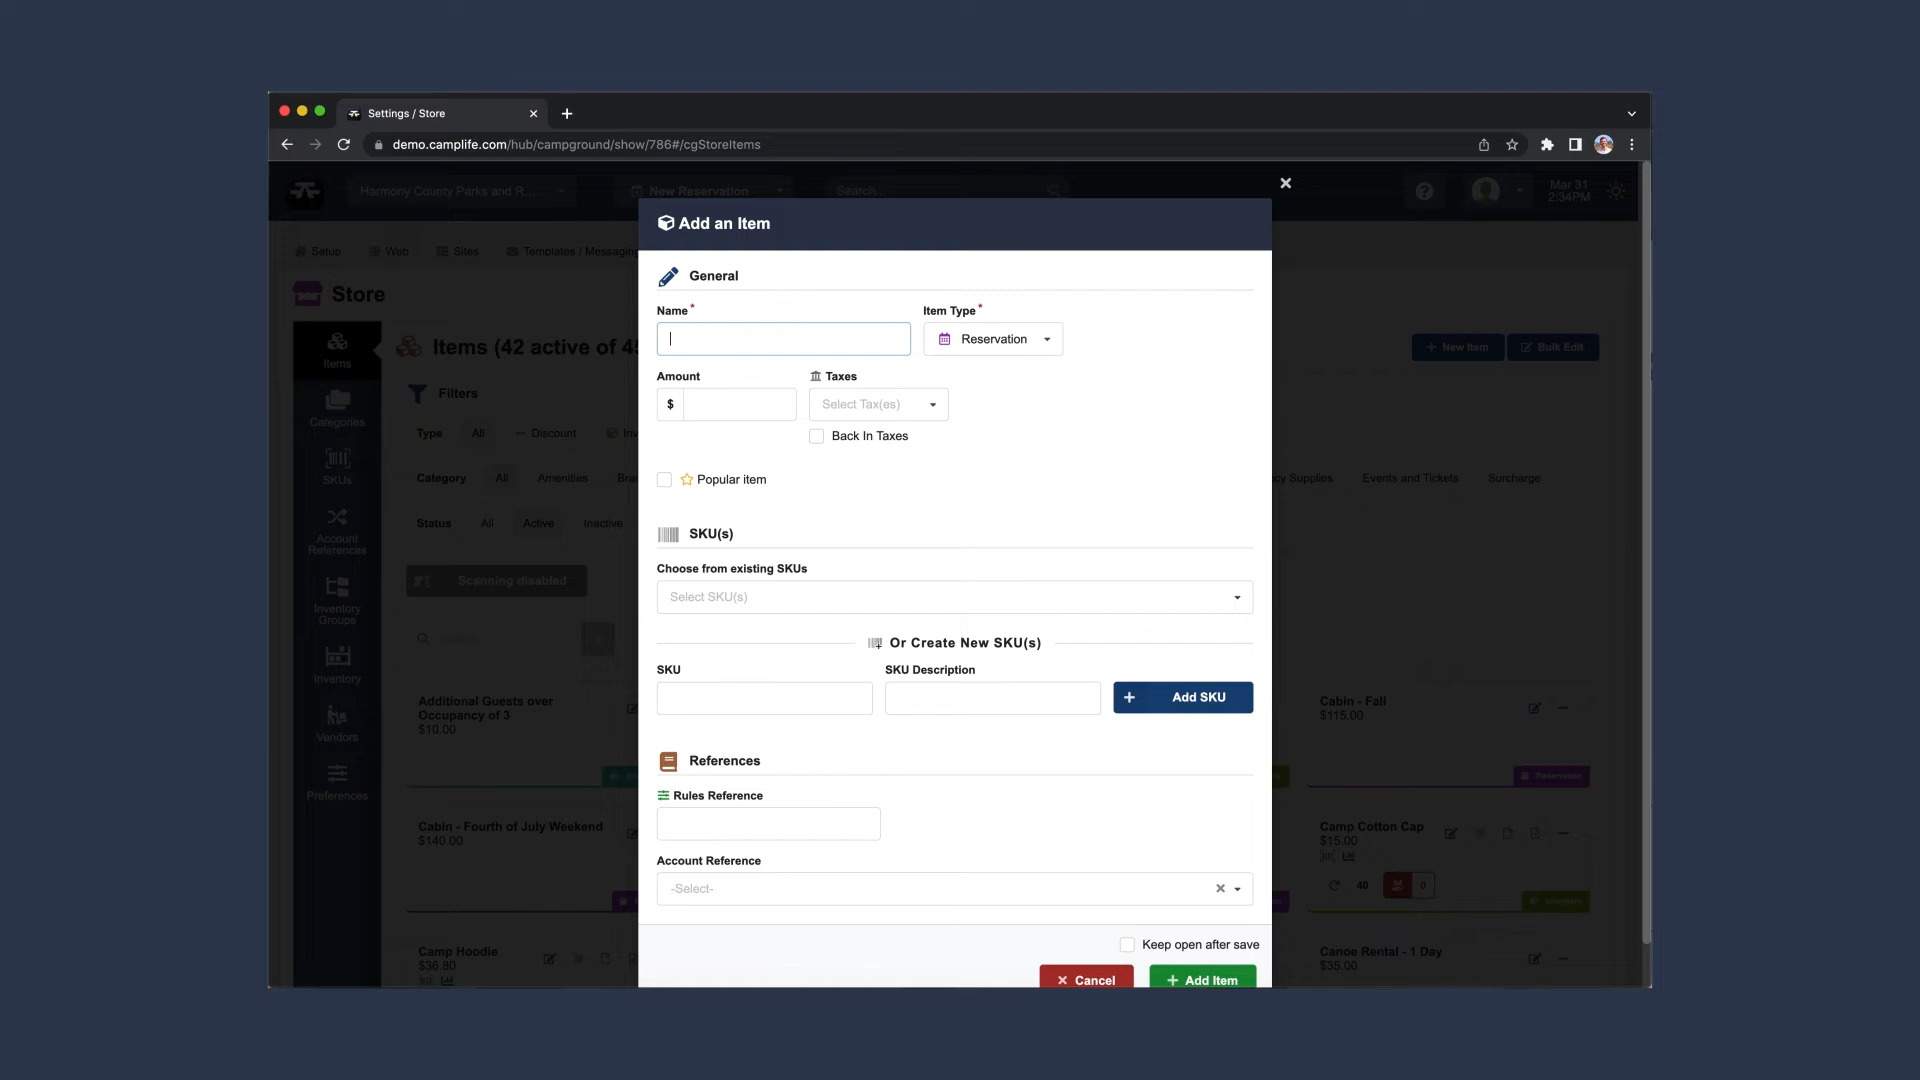 Settings / Store
demo.camplife.com/hub/campground/show/786#/cgStoreItems
Harmony County Parks and R...
New Reservation
Search...
Mar 31
2:34PM
Setup
Web
Sites
Templates / Messaging
Store
Items
Categories
SKUs
Account
References
Inventory
Groups
Inventory
Vendors
Preferences
Items (42 active of 45
New Item
Bulk Edit
Filters
Type
All
Discount
Category
All
Amenities
Events and Tickets
Surcharge
Status
All
Active
Inactive
Scanning disabled
Additional Guests over
Occupancy of 3
$10.00
Cabin - Fall
$115.00
Reservation
Cabin - Fourth of July Weekend
$140.00
Camp Cotton Cap
$15.00
40
0
Camp Hoodie
$36.80
Canoe Rental - 1 Day
$35.00
Add an Item
General
Name *
Item Type *
Reservation
Amount
Taxes
$
Select Tax(es)
Back In Taxes
Popular item
SKU(s)
Choose from existing SKUs
Select SKU(s)
Or Create New SKU(s)
SKU
SKU Description
Add SKU
References
Rules Reference
Account Reference
-Select-
Keep open after save
Cancel
Add Item